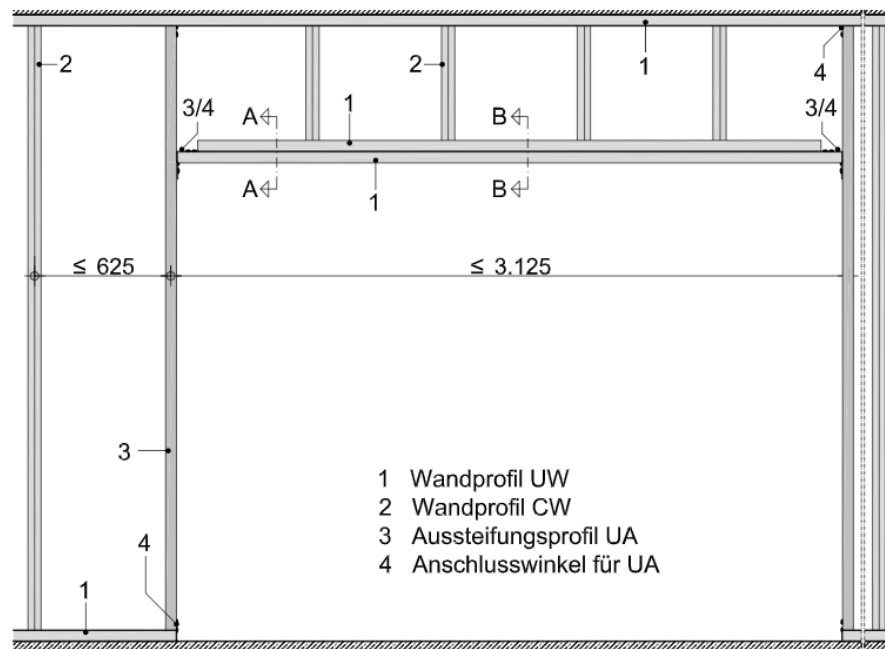 2
2
1
4
3/4
A
1
B
3/4
A
1
B
≤ 625
≤ 3.125
3
1 Wandprofil UW
2 Wandprofil CW
3 Aussteifungsprofil UA
4 Anschlusswinkel für UA
4
1